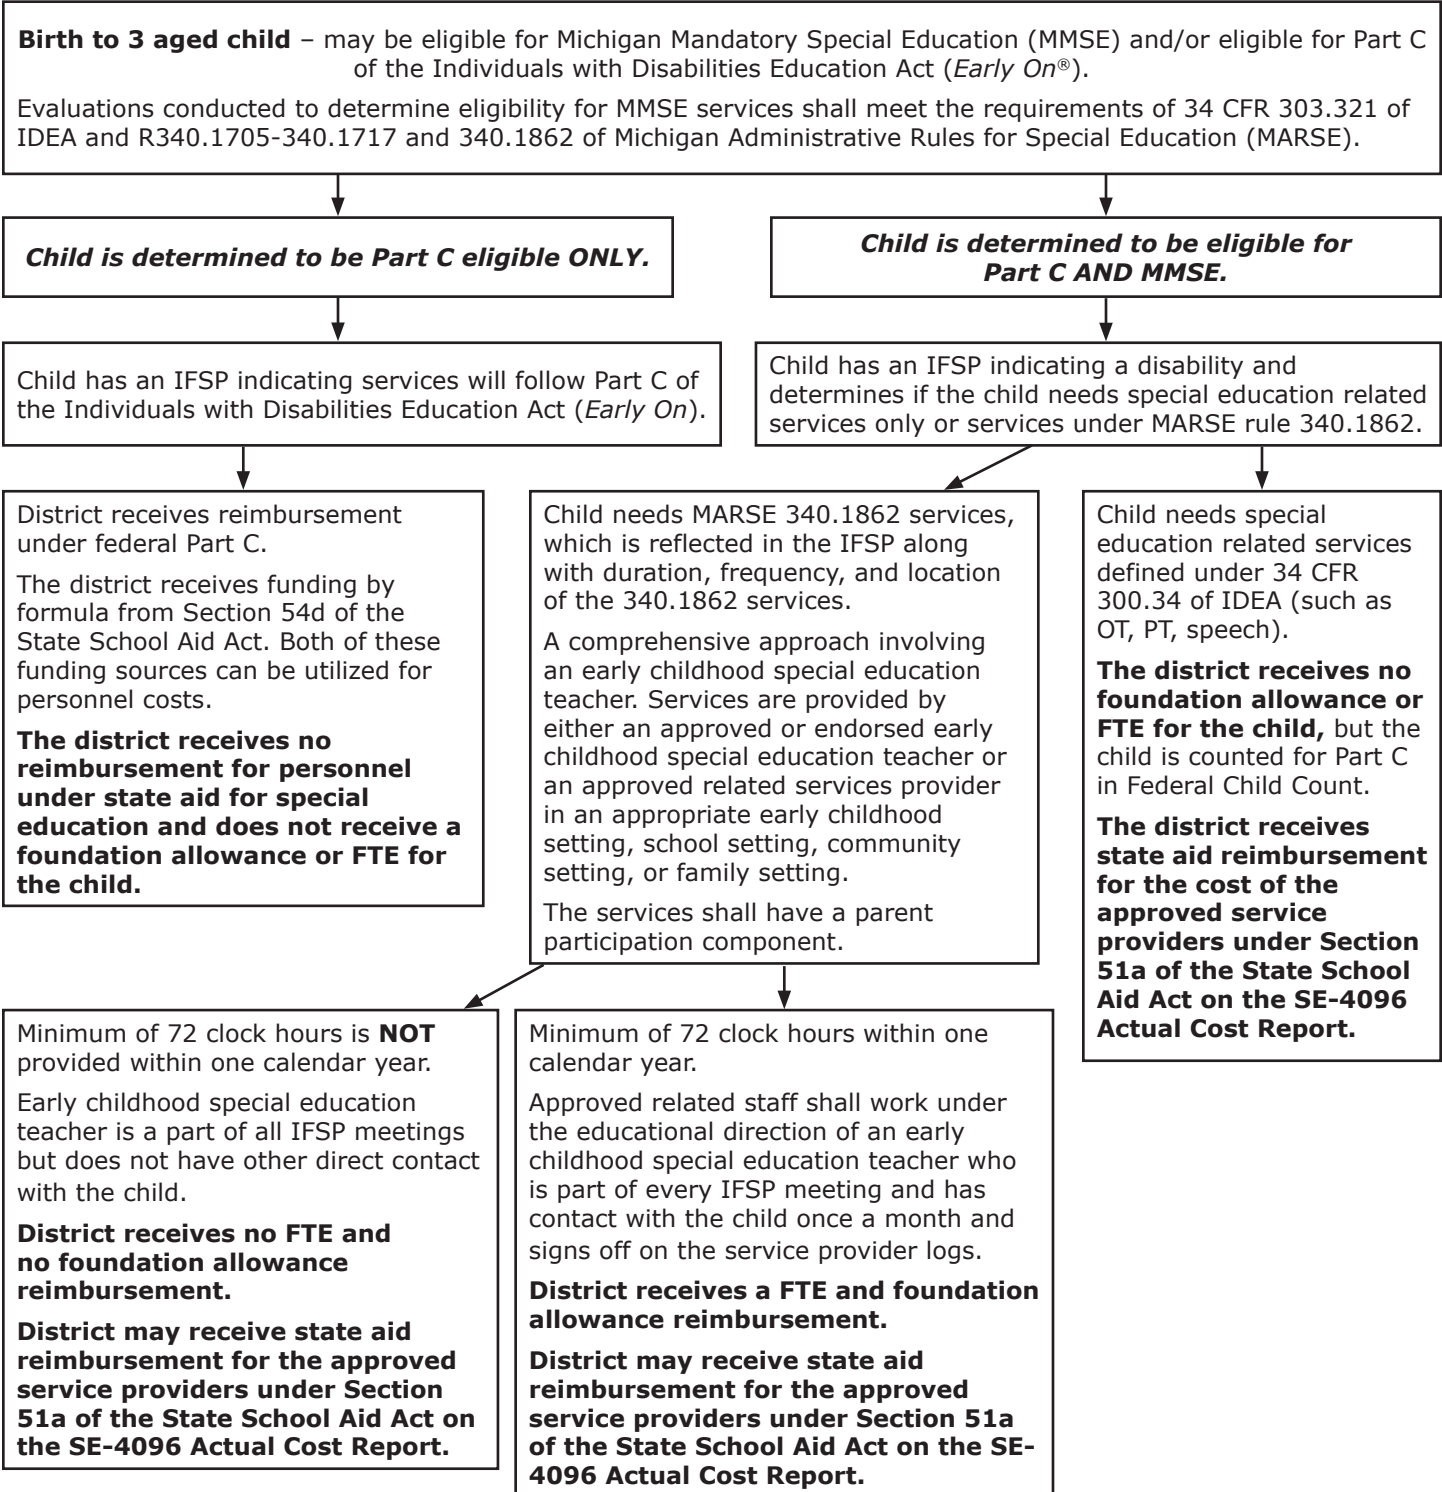 Birth to 3 aged child – may be eligible for Michigan Mandatory Special Education (MMSE) and/or eligible for Part C
of the Individuals with Disabilities Education Act (Early On®).
Evaluations conducted to determine eligibility for MMSE services shall meet the requirements of 34 CFR 303.321 of
IDEA and R340.1705-340.1717 and 340.1862 of Michigan Administrative Rules for Special Education (MARSE).
Child is determined to be Part C eligible ONLY.
Child is determined to be eligible for
Part C AND MMSE.
Child has an IFSP indicating services will follow Part C of
the Individuals with Disabilities Education Act (Early On).
Child has an IFSP indicating a disability and
determines if the child needs special education related
services only or services under MARSE rule 340.1862.
District receives reimbursement
under federal Part C.
The district receives funding by
formula from Section 54d of the
State School Aid Act. Both of these
funding sources can be utilized for
personnel costs.
The district receives no
reimbursement for personnel
under state aid for special
education and does not receive a
foundation allowance or FTE for
the child.
Child needs MARSE 340.1862 services,
which is reflected in the IFSP along
with duration, frequency, and location
of the 340.1862 services.
A comprehensive approach involving
an early childhood special education
teacher. Services are provided by
either an approved or endorsed early
childhood special education teacher or
an approved related services provider
in an appropriate early childhood
setting, school setting, community
setting, or family setting.
The services shall have a parent
participation component.
Child needs special
education related services
defined under 34 CFR
300.34 of IDEA (such as
OT, PT, speech).
The district receives no
foundation allowance or
FTE for the child, but the
child is counted for Part C
in Federal Child Count.
The district receives
state aid reimbursement
for the cost of the
approved service
providers under Section
51a of the State School
Aid Act on the SE-4096
Actual Cost Report.
Minimum of 72 clock hours is NOT
provided within one calendar year.
Early childhood special education
teacher is a part of all IFSP meetings
but does not have other direct contact
with the child.
District receives no FTE and
no foundation allowance
reimbursement.
District may receive state aid
reimbursement for the approved
service providers under Section
51a of the State School Aid Act on
the SE-4096 Actual Cost Report.
Minimum of 72 clock hours within one
calendar year.
Approved related staff shall work under
the educational direction of an early
childhood special education teacher who
is part of every IFSP meeting and has
contact with the child once a month and
signs off on the service provider logs.
District receives a FTE and foundation
allowance reimbursement.
District may receive state aid
reimbursement for the approved
service providers under Section 51a
of the State School Aid Act on the SE-
4096 Actual Cost Report.